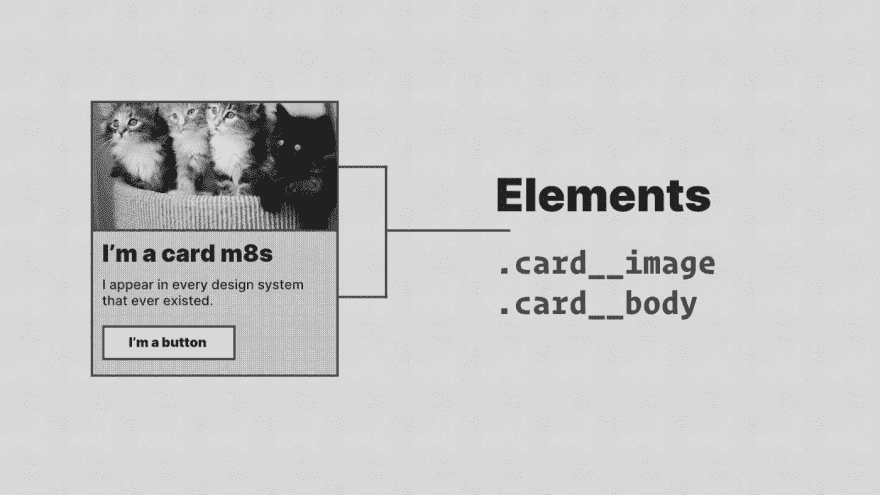 I'm a card m8s
I appear in every design system
that ever existed.
I'm a button
Elements
.card__image
.card__body